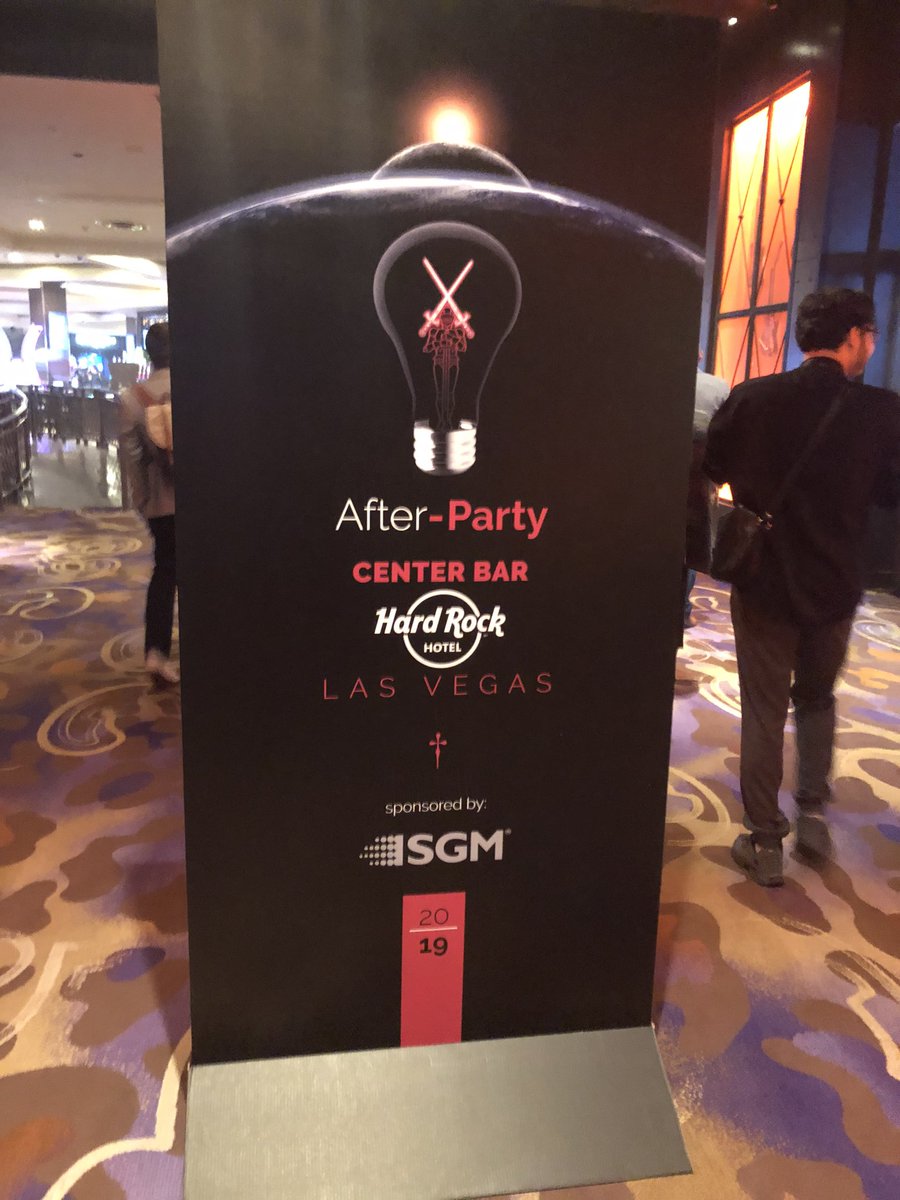 After-Party
CENTER BAR
Hard Rock
HOTEL
LAS VEGAS
sponsored by:
SGM®
20
19